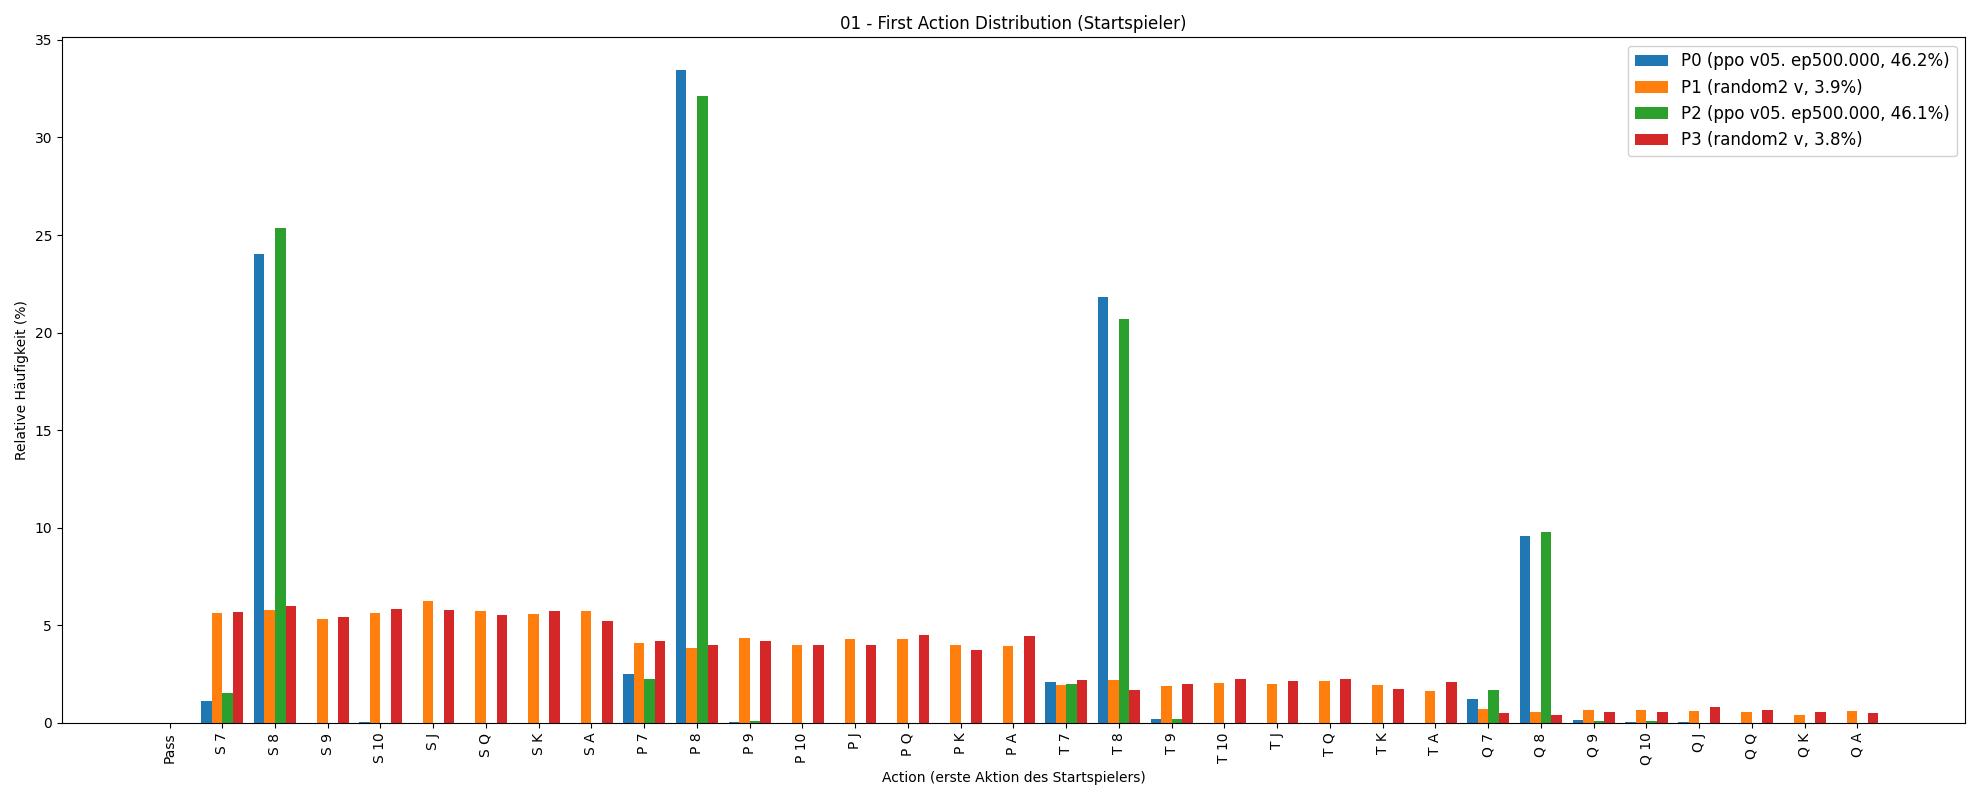 01 - First Action Distribution (Startspieler)
P0 (ppo v05. ep500.000, 46.2%)
P1 (random2 v, 3.9%)
P2 (ppo v05. ep500.000, 46.1%)
P3 (random2 v, 3.8%)
Relative Häufigkeit (%)
35
30
25
20
15
10
5
0
Pass
S 7
S 8
S 9
S 10
S J
S Q
S K
S A
P 7
P 8
P 9
P 10
P J
P Q
P K
P A
T 7
T 8
T 9
T 10
T J
T Q
T K
T A
Q 7
Q 8
Q 9
Q 10
Q J
Q Q
Q K
Q A
Action (erste Aktion des Startspielers)